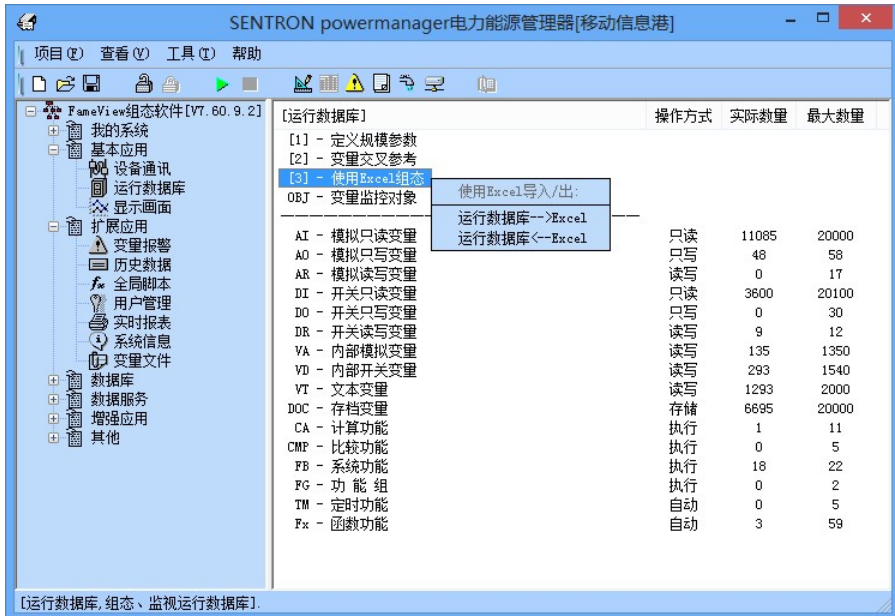 SENTRON powermanager电力能源管理器[移动信息港]
项目(P) 查看(V) 工具(T) 帮助
FameView组态软件[V7.60.9.2]
我的系统
基本应用
设备通讯
运行数据库
显示画面
扩展应用
变量报警
历史数据
全局脚本
用户管理
实时报表
系统信息
变量文件
数据库
数据服务
增强应用
其他
[运行数据库] 操作方式 实际数量 最大数量
[1] - 定义规模参数
[2] - 变量交叉参考
[3] - 使用Excel组态
OBJ - 变量监控对象
使用Excel导入/出:
运行数据库-->Excel
运行数据库<--Excel
AI - 模拟只读变量 只读 11085 20000
AO - 模拟只写变量 只写 48 58
AR - 模拟读写变量 读写 0 17
DI - 开关只读变量 只读 3600 20100
DO - 开关只写变量 只写 0 30
DR - 开关读写变量 读写 9 12
VA - 内部模拟变量 读写 135 1350
VD - 内部开关变量 读写 293 1540
VT - 文本变量 读写 1293 2000
DOC - 存档变量 存储 6695 20000
CA - 计算功能 执行 1 11
CMP - 比较功能 执行 0 5
FB - 系统功能 执行 18 22
FG - 功 能 组 执行 0 2
TM - 定时功能 自动 0 5
Fx - 函数功能 自动 3 59
[运行数据库,组态、监视运行数据库].